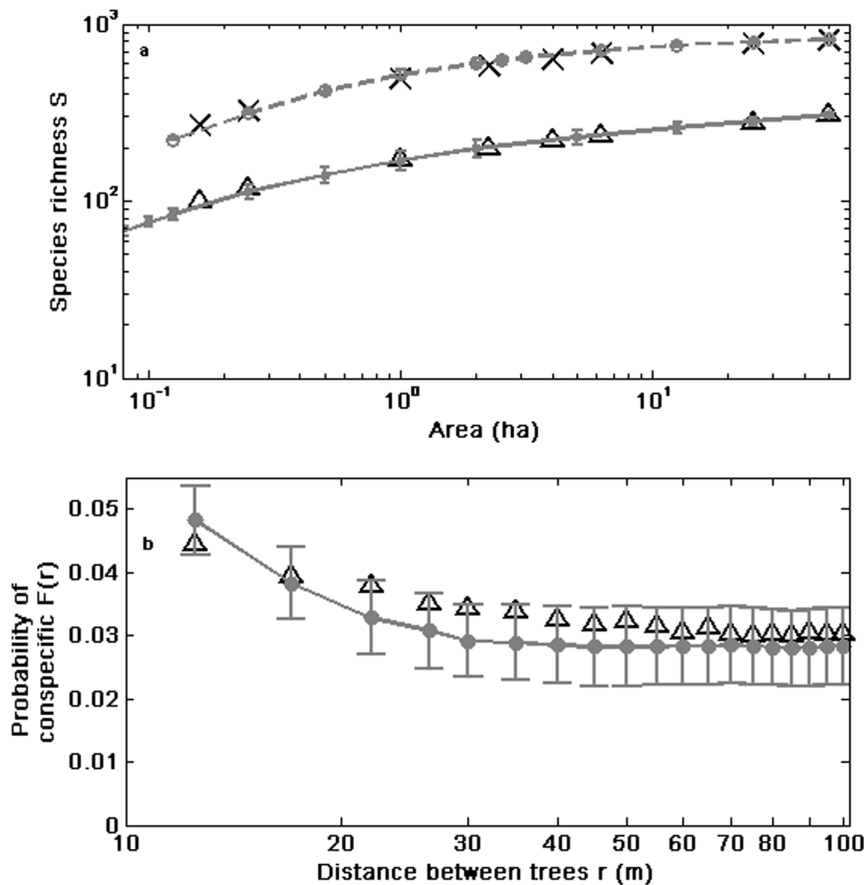 10³
a
10²
10¹
Species richness S
10⁻¹ 10⁰ 10¹
Area (ha)
0.05
b
0.04
0.03
0.02
0.01
0
Probability of
conspecific F(r)
10 20 30 40 50 60 70 80 100
Distance between trees r (m)